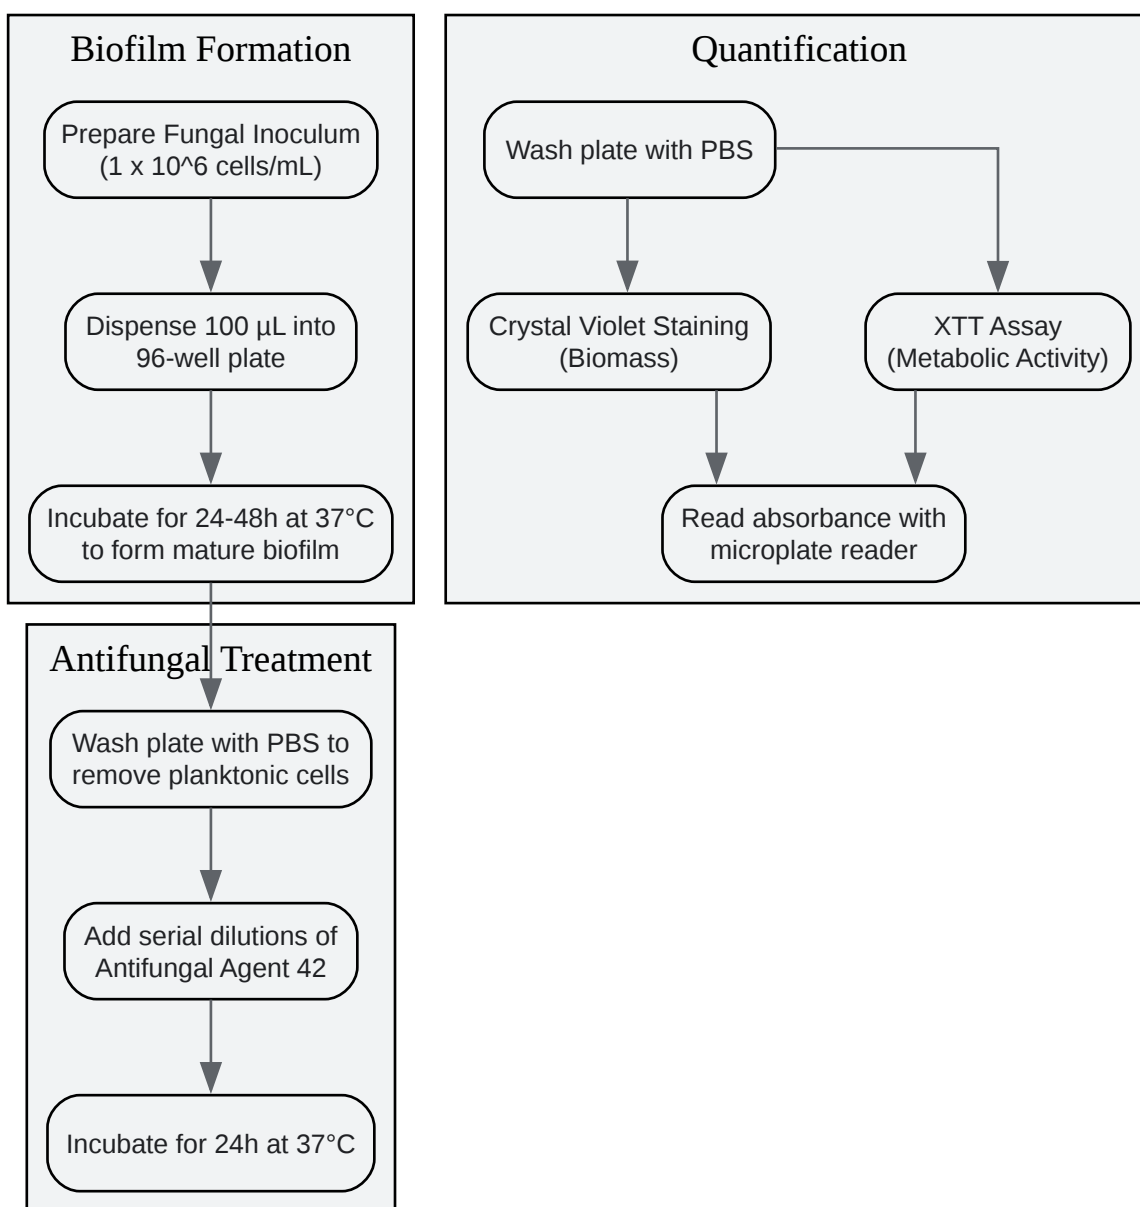 Biofilm Formation
Prepare Fungal Inoculum
(1 x 10^6 cells/mL)
Dispense 100 µL into
96-well plate
Incubate for 24-48h at 37°C
to form mature biofilm
Antifungal Treatment
Wash plate with PBS to
remove planktonic cells
Add serial dilutions of
Antifungal Agent 42
Incubate for 24h at 37°C
Quantification
Wash plate with PBS
Crystal Violet Staining
(Biomass)
XTT Assay
(Metabolic Activity)
Read absorbance with
microplate reader